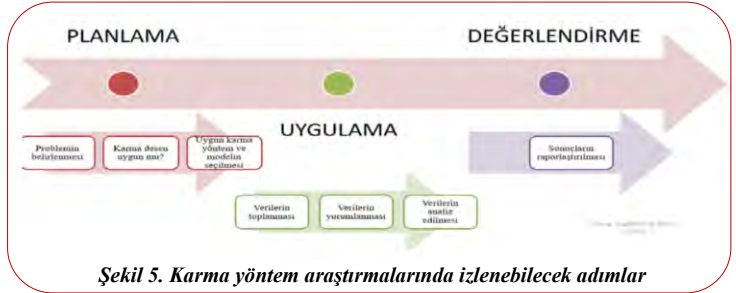 PLANLAMA
DEĞERLENDİRME
UYGULAMA
Problemin
belirlenmesi
Karma desen
uygun mu?
Uygun karma
yöntem ve
modelin
seçilmesi
Sonuçların
raporlaştırılması
Verilerin
toplanması
Verilerin
yorumlanması
Verilerin
analiz
edilmesi
Şekil 5. Karma yöntem araştırmalarında izlenebilecek adımlar